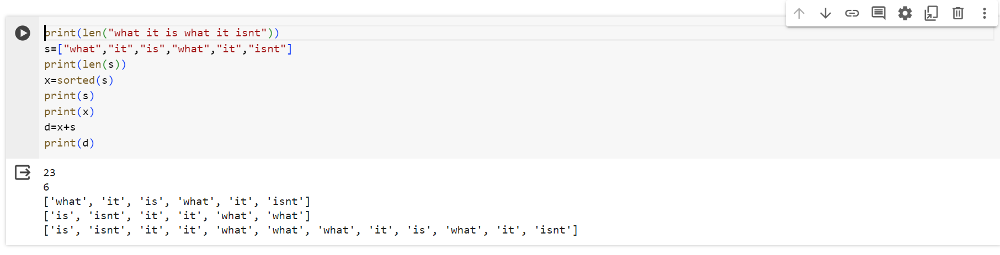 print(len("what it is what it isnt"))
s=["what","it","is","what","it","isnt"]
print(len(s))
x=sorted(s)
print(s)
print(x)
d=x+s
print(d)
23
6
['what', 'it', 'is', 'what', 'it', 'isnt']
['is', 'isnt', 'it', 'it', 'what', 'what']
['is', 'isnt', 'it', 'it', 'what', 'what', 'what', 'it', 'is', 'what', 'it', 'isnt']